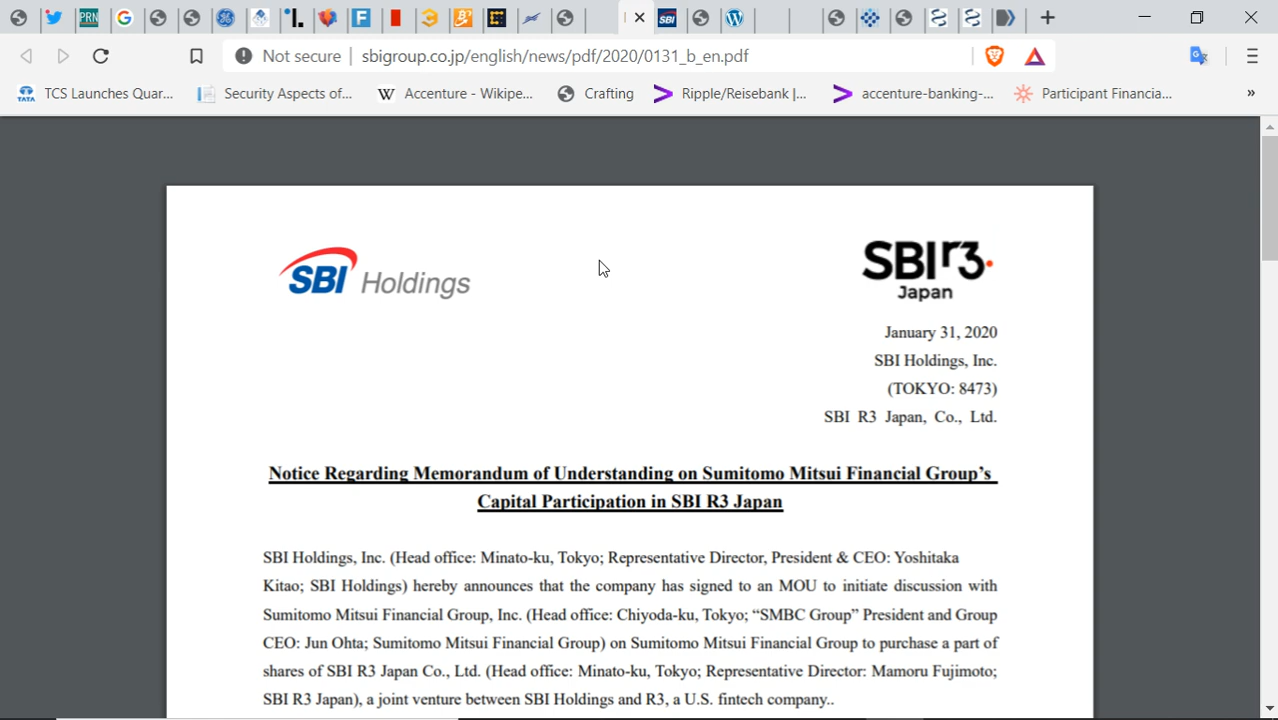 PRN
G
F
SBI
Not secure sbigroup.co.jp/english/news/pdf/2020/0131_b_en.pdf
TATA TCS Launches Quar... Security Aspects of... W Accenture - Wikipe... Crafting Ripple/Reisebank |... accenture-banking-... Participant Financia... »
SBI Holdings
SBI r3.
Japan
January 31, 2020
SBI Holdings, Inc.
(TOKYO: 8473)
SBI R3 Japan, Co., Ltd.
Notice Regarding Memorandum of Understanding on Sumitomo Mitsui Financial Group's
Capital Participation in SBI R3 Japan
SBI Holdings, Inc. (Head office: Minato-ku, Tokyo; Representative Director, President & CEO: Yoshitaka
Kitao; SBI Holdings) hereby announces that the company has signed to an MOU to initiate discussion with
Sumitomo Mitsui Financial Group, Inc. (Head office: Chiyoda-ku, Tokyo; “SMBC Group” President and Group
CEO: Jun Ohta; Sumitomo Mitsui Financial Group) on Sumitomo Mitsui Financial Group to purchase a part of
shares of SBI R3 Japan Co., Ltd. (Head office: Minato-ku, Tokyo; Representative Director: Mamoru Fujimoto;
SBI R3 Japan), a joint venture between SBI Holdings and R3, a U.S. fintech company..